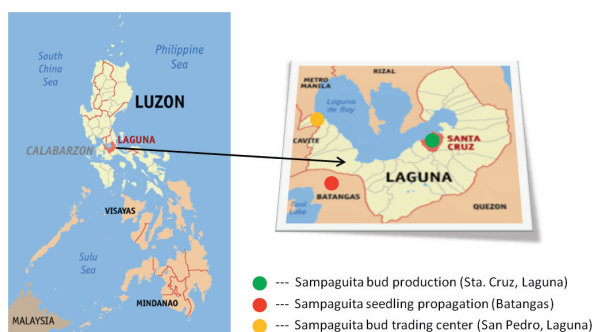 South
China
Sea
Philippine
Sea
LUZON
LAGUNA
CALABARZON
VISAYAS
Sulu
Sea
MINDANAO
MALAYSIA
METRO
MANILA
RIZAL
Laguna
de Bay
CAVITE
SANTA
CRUZ
LAGUNA
BATANGAS
Taal
Lake
QUEZON
--- Sampaguita bud production (Sta. Cruz, Laguna)
--- Sampaguita seedling propagation (Batangas)
--- Sampaguita bud trading center (San Pedro, Laguna)